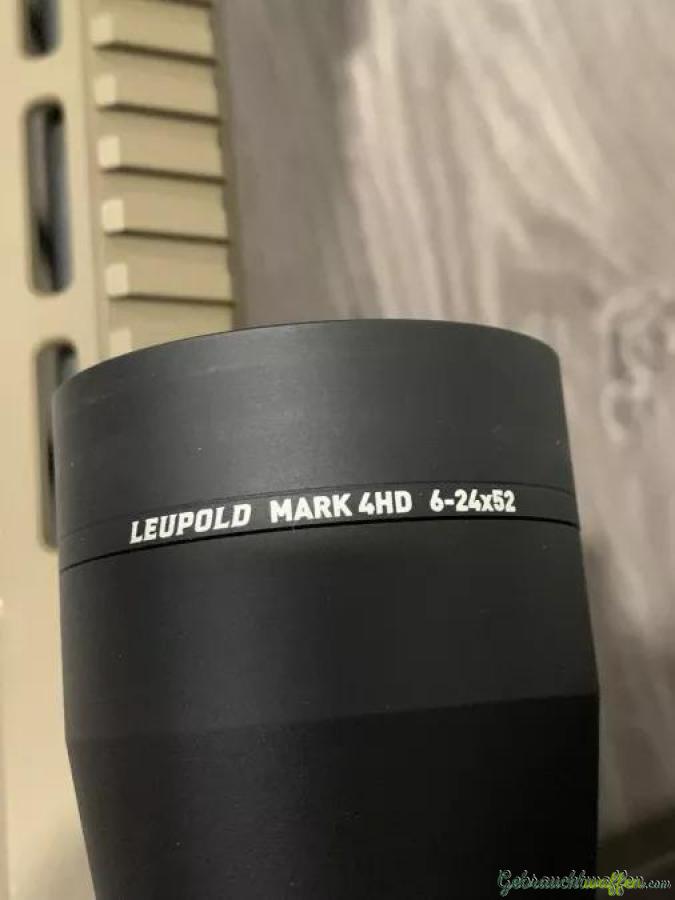 LEUPOLD MARK 4HD 6-24x52
Gebrauchtwaffen.com